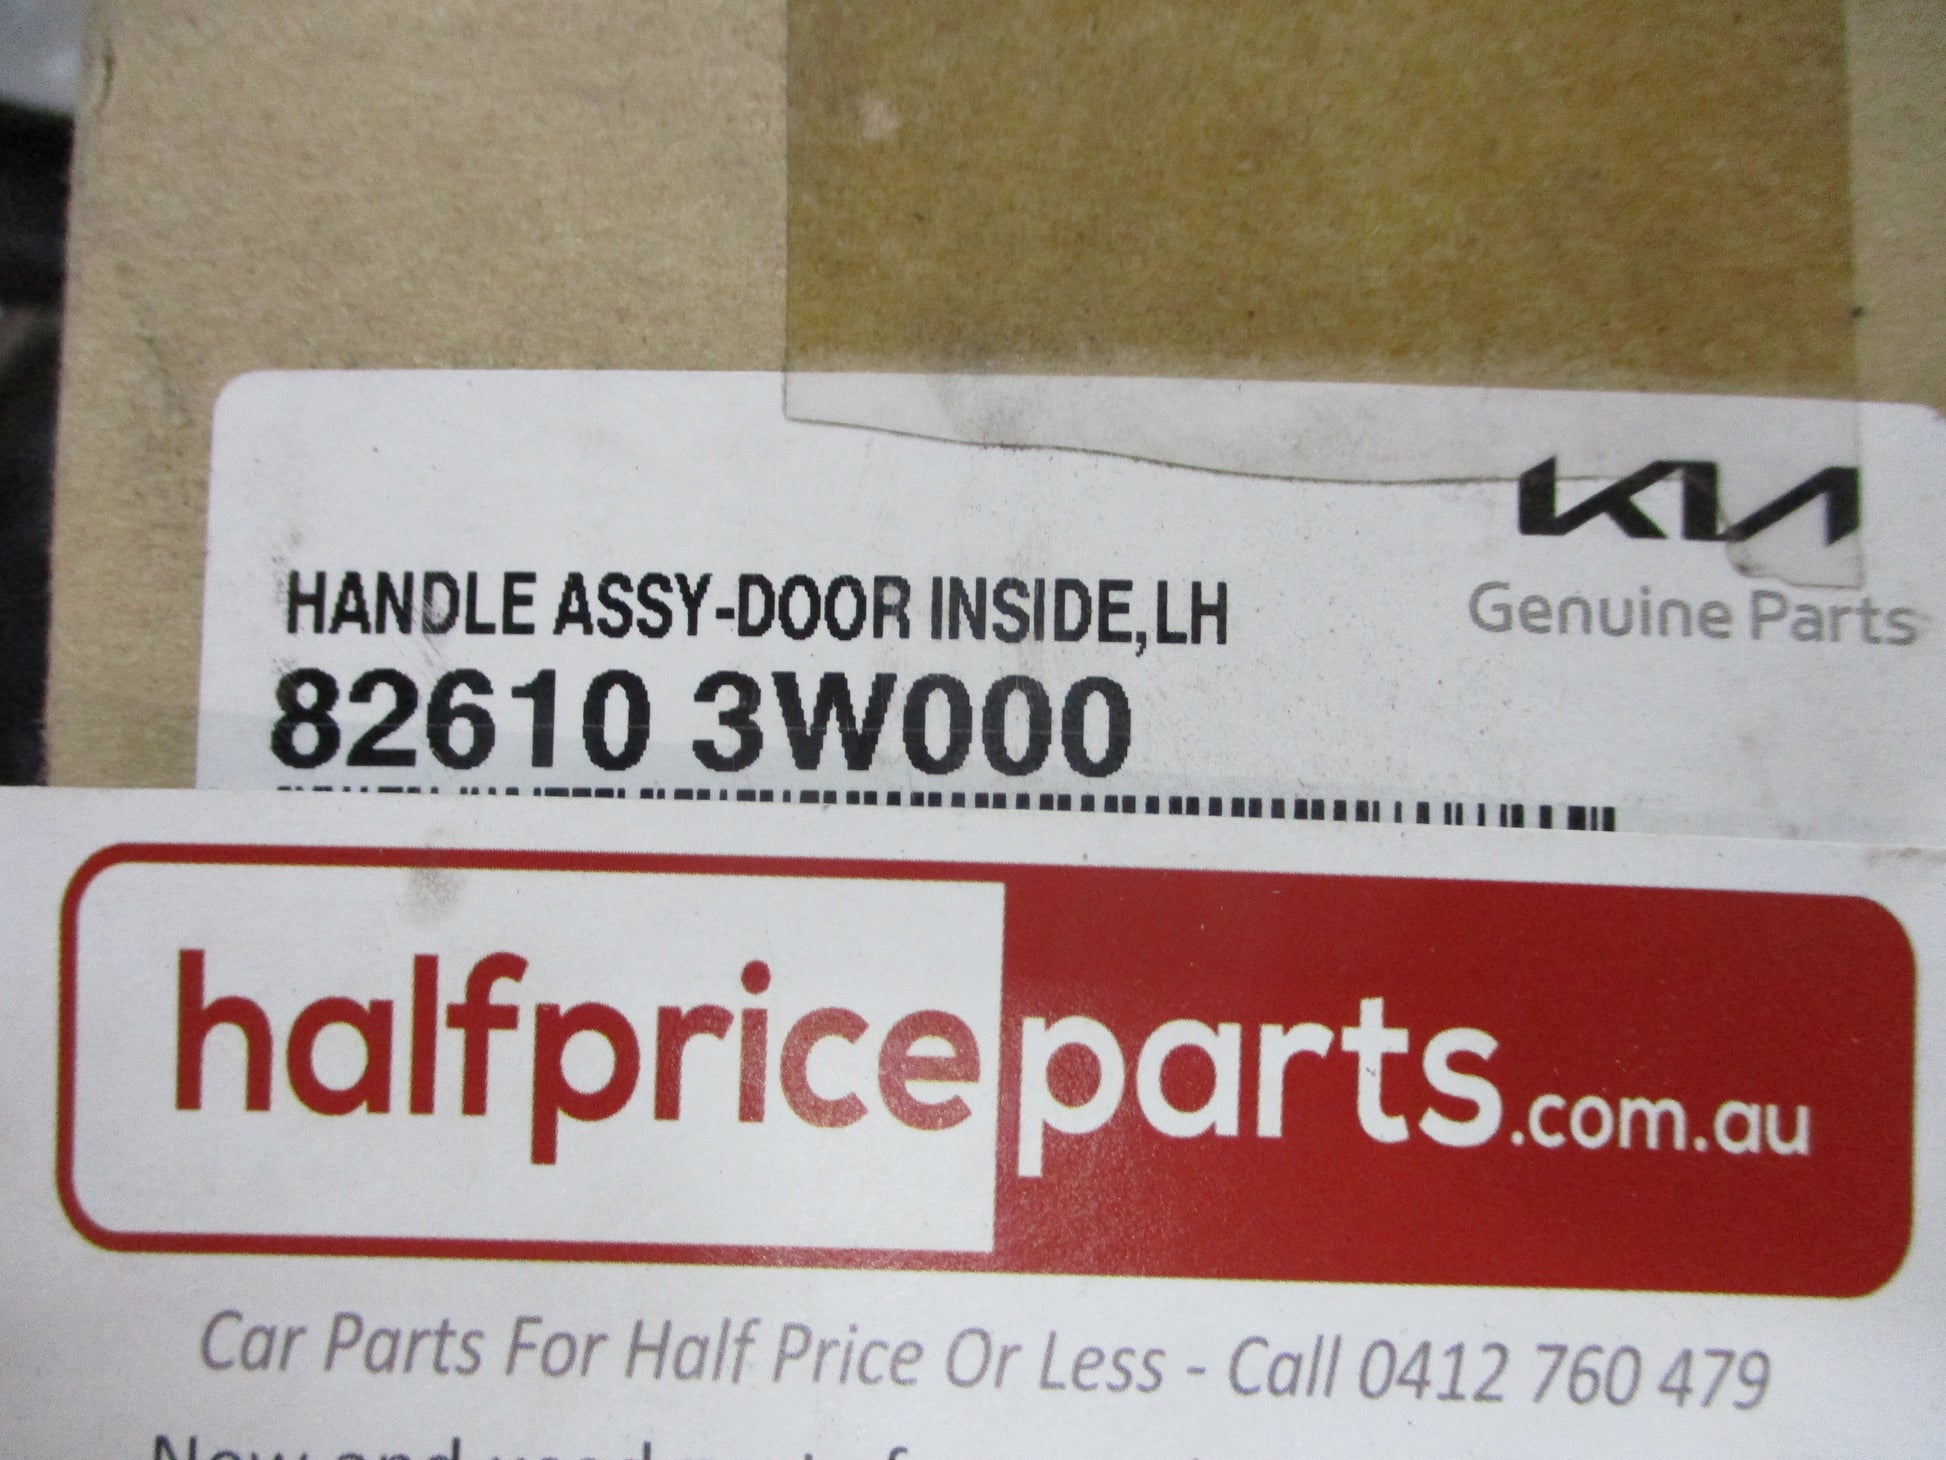 KIA
Genuine Parts
HANDLE ASSY-DOOR INSIDE,LH
82610 3W000
halfpriceparts.com.au
Car Parts For Half Price Or Less - Call 0412 760 479